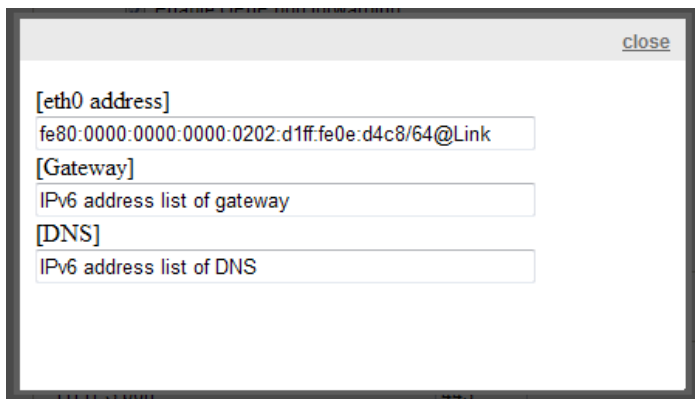 close
[eth0 address]
fe80:0000:0000:0000:0202:d1ff:fe0e:d4c8/64@Link
[Gateway]
IPv6 address list of gateway
[DNS]
IPv6 address list of DNS